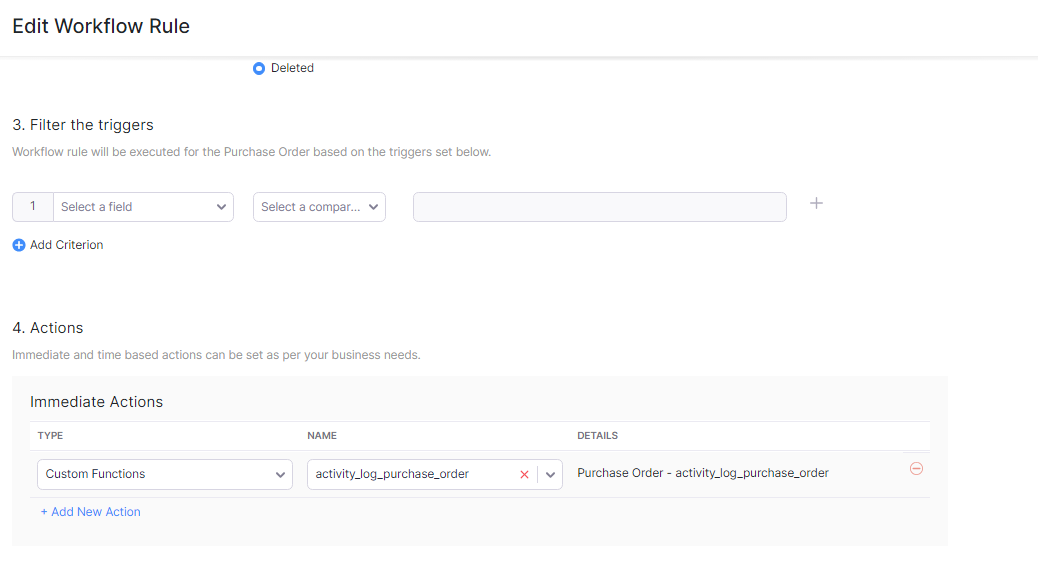 Edit Workflow Rule
Deleted
3. Filter the triggers
Workflow rule will be executed for the Purchase Order based on the triggers set below.
1 Select a field Select a compar...
Add Criterion
4. Actions
Immediate and time based actions can be set as per your business needs.
Immediate Actions
TYPE NAME DETAILS
Custom Functions activity_log_purchase_order Purchase Order - activity_log_purchase_order
+ Add New Action